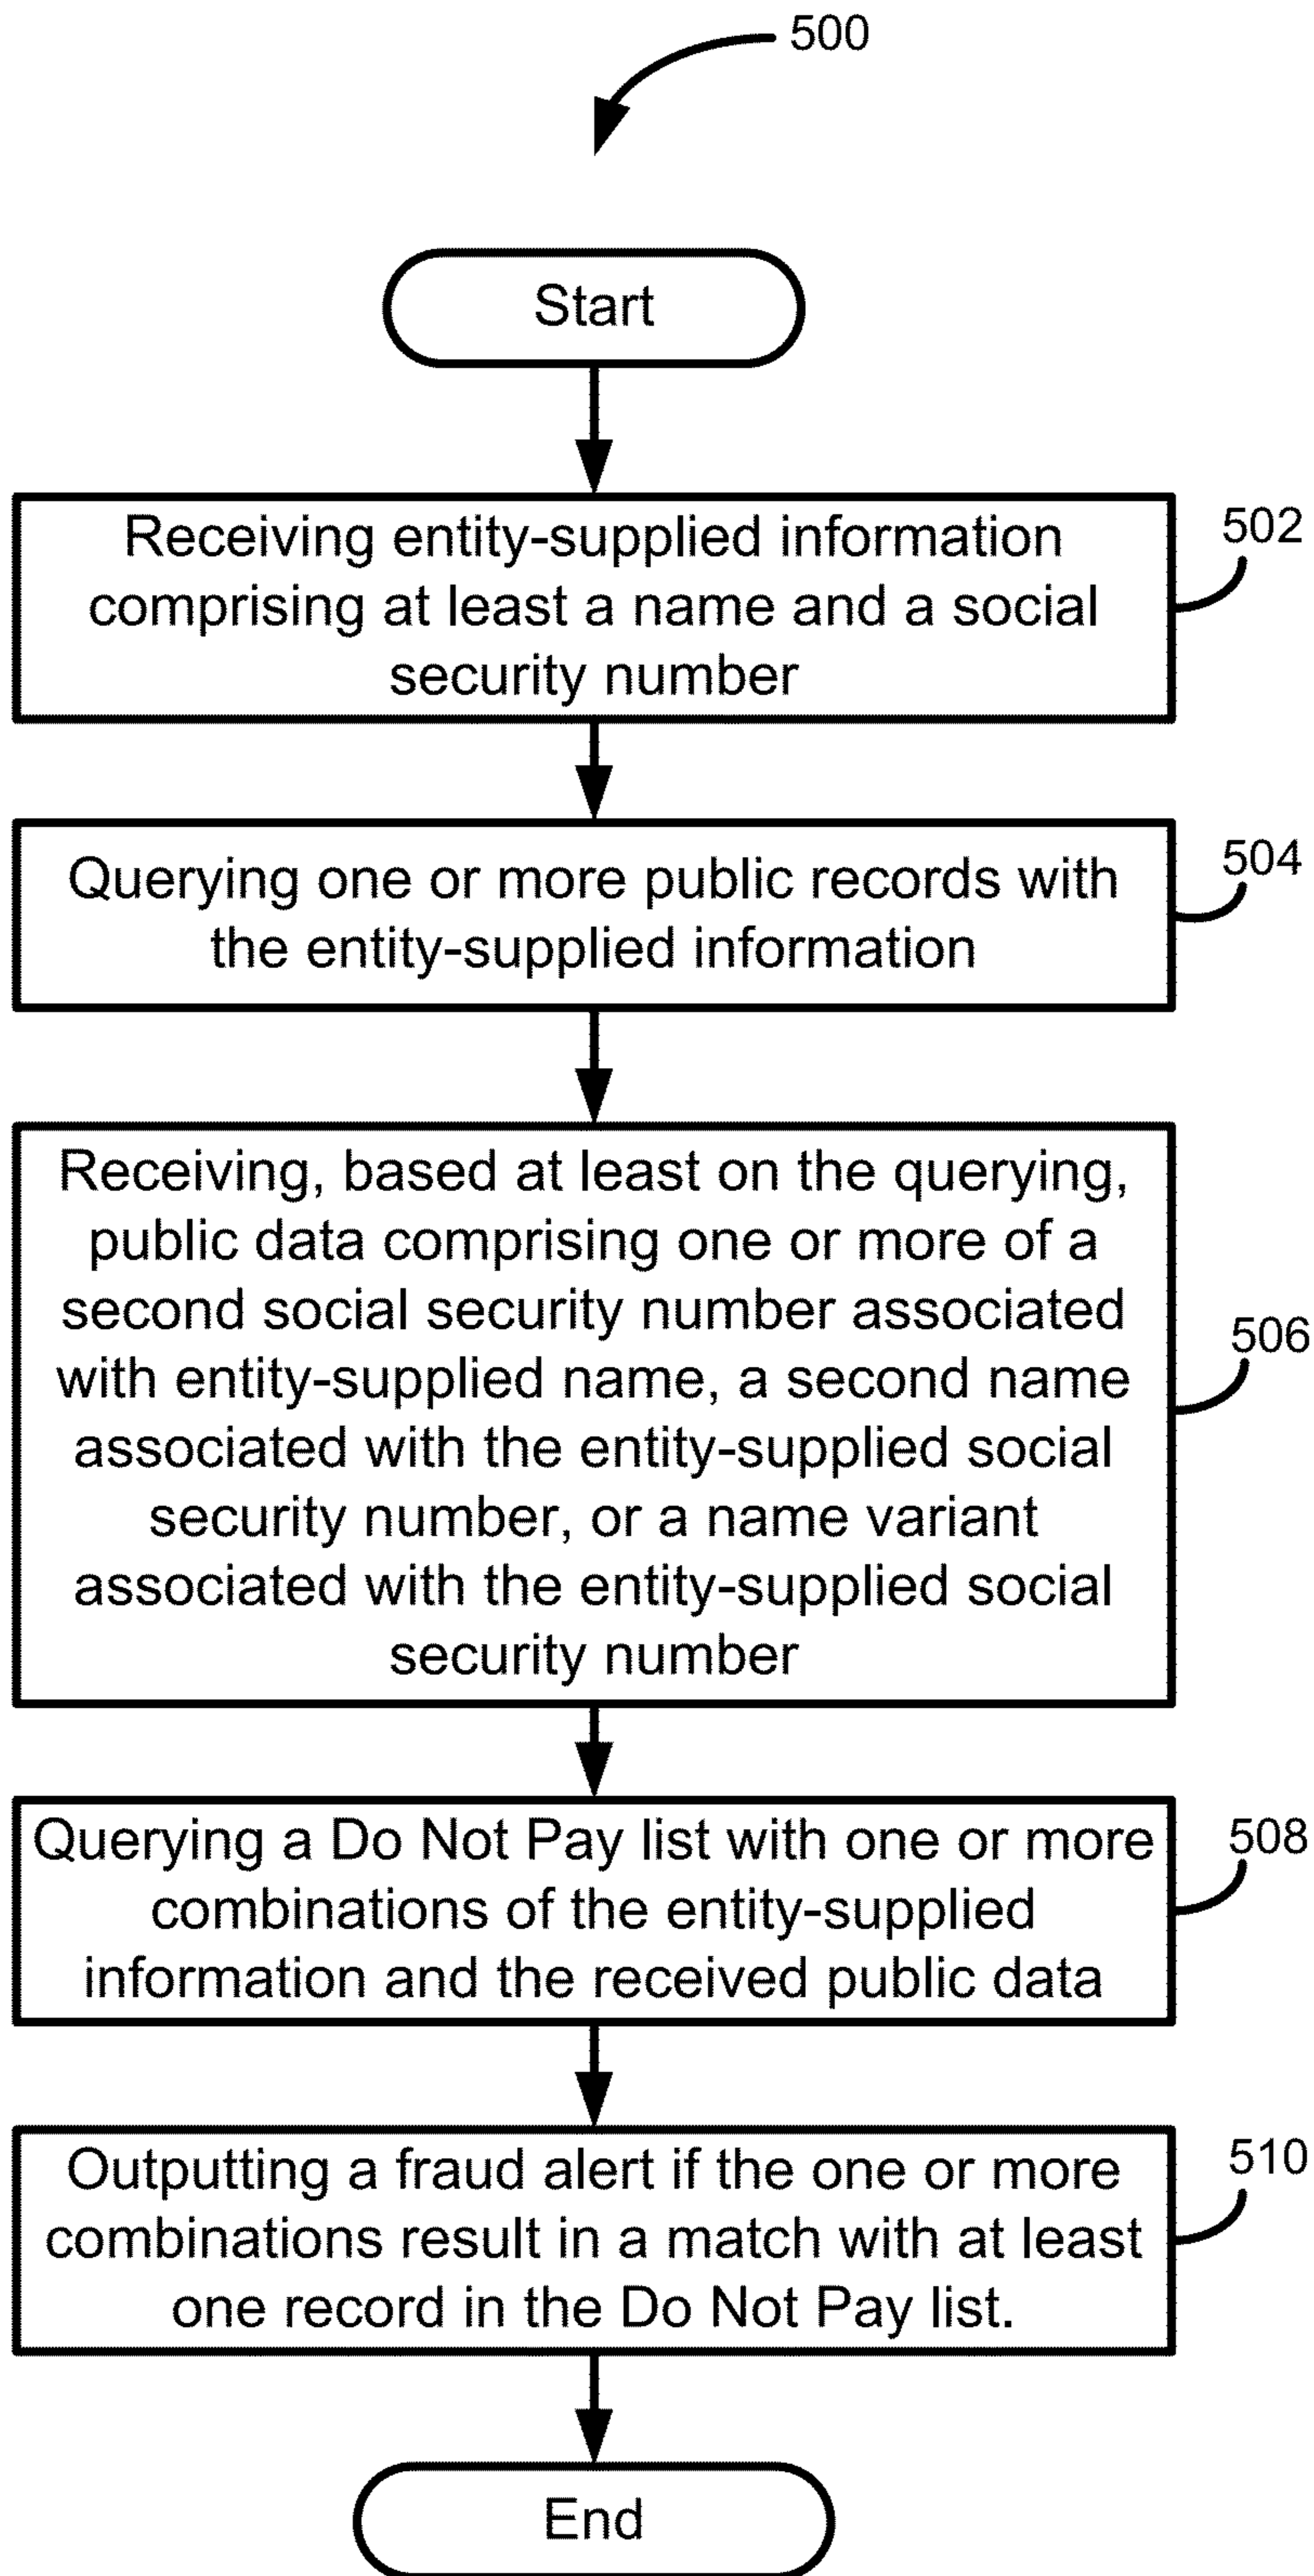 500
Start
Receiving entity-supplied information
comprising at least a name and a social
security number
502
Querying one or more public records with
the entity-supplied information
504
Receiving, based at least on the querying,
public data comprising one or more of a
second social security number associated
with entity-supplied name, a second name
associated with the entity-supplied social
security number, or a name variant
associated with the entity-supplied social
security number
506
Querying a Do Not Pay list with one or more
combinations of the entity-supplied
information and the received public data
508
Outputting a fraud alert if the one or more
combinations result in a match with at least
one record in the Do Not Pay list.
510
End